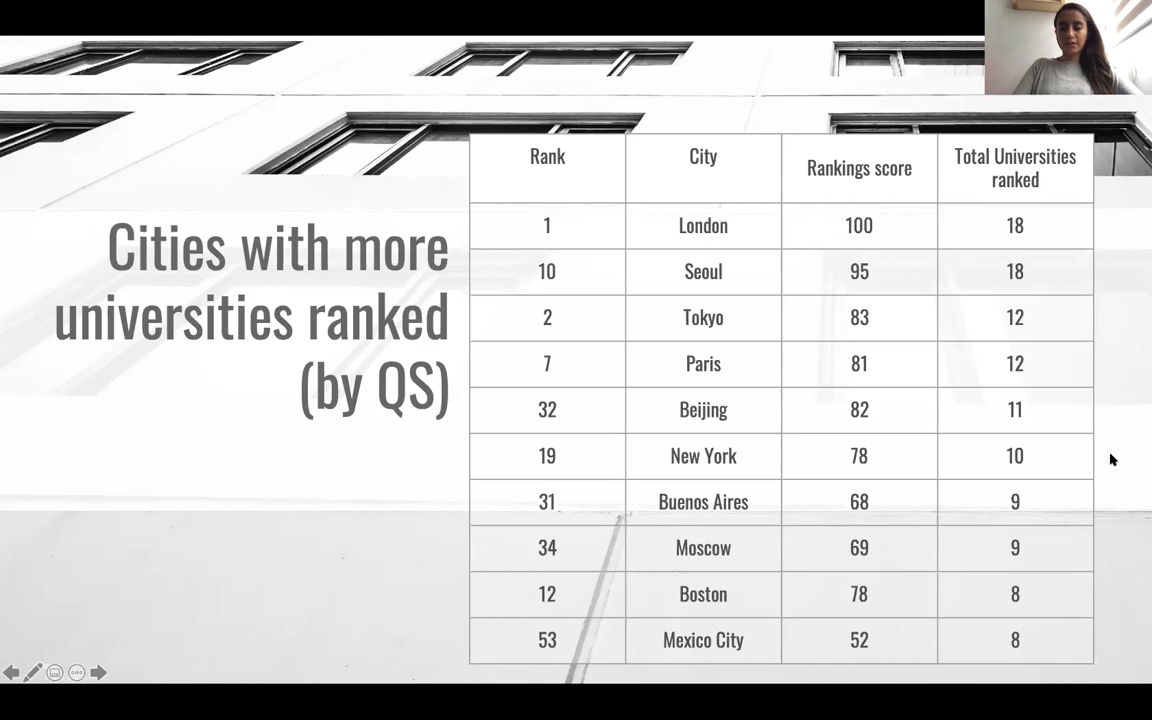 Cities with more
universities ranked
(by QS)
Rank City Rankings score Total Universities ranked
1 London 100 18
10 Seoul 95 18
2 Tokyo 83 12
7 Paris 81 12
32 Beijing 82 11
19 New York 78 10
31 Buenos Aires 68 9
34 Moscow 69 9
12 Boston 78 8
53 Mexico City 52 8